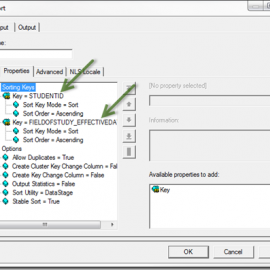 Output
Properties
Advanced
NLS Locale
Sorting Keys
Key = STUDENTID
Sort Key Mode = Sort
Sort Order = Ascending
Key = FIELDOFSTUDY_EFFECTIVEDA
Sort Key Mode = Sort
Sort Order = Ascending
Options
Allow Duplicates = True
Create Cluster Key Change Column = False
Create Key Change Column = False
Output Statistics = False
Sort Utility = DataStage
Stable Sort = True
[No property selected]
Information:
Available properties to add:
Key
OK
Cancel